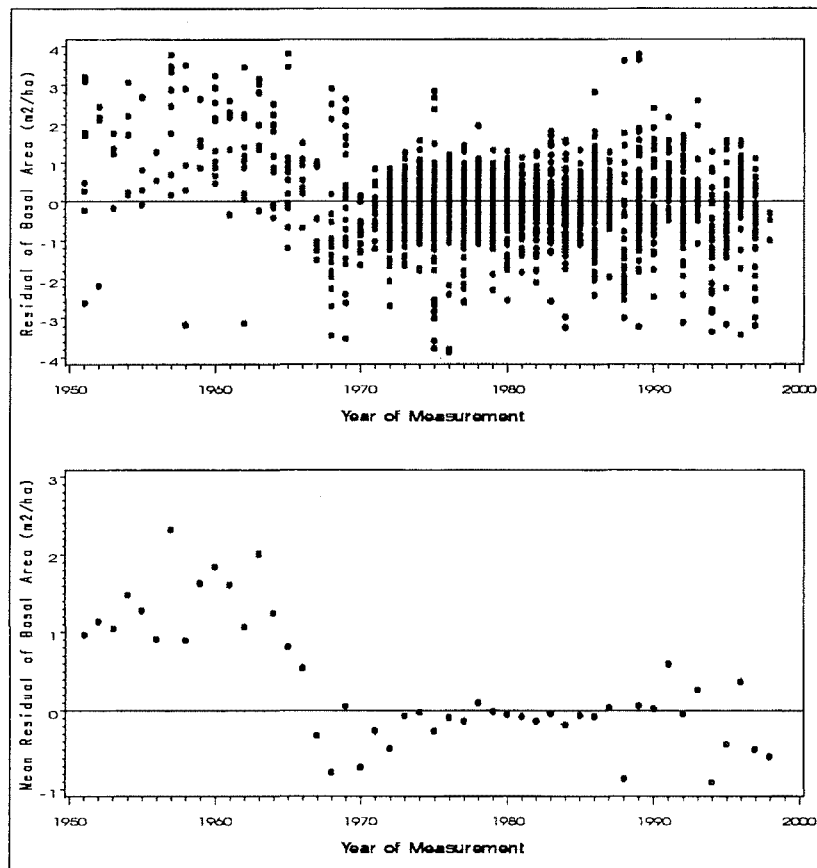 Residual of Basal Area (m2/ha)
4
3
2
1
0
-1
-2
-3
-4
1950 1960 1970 1980 1990 2000
Year of Measurement
Mean Residual of Basal Area (m2/ha)
3
2
1
0
-1
1950 1960 1970 1980 1990 2000
Year of Measurement